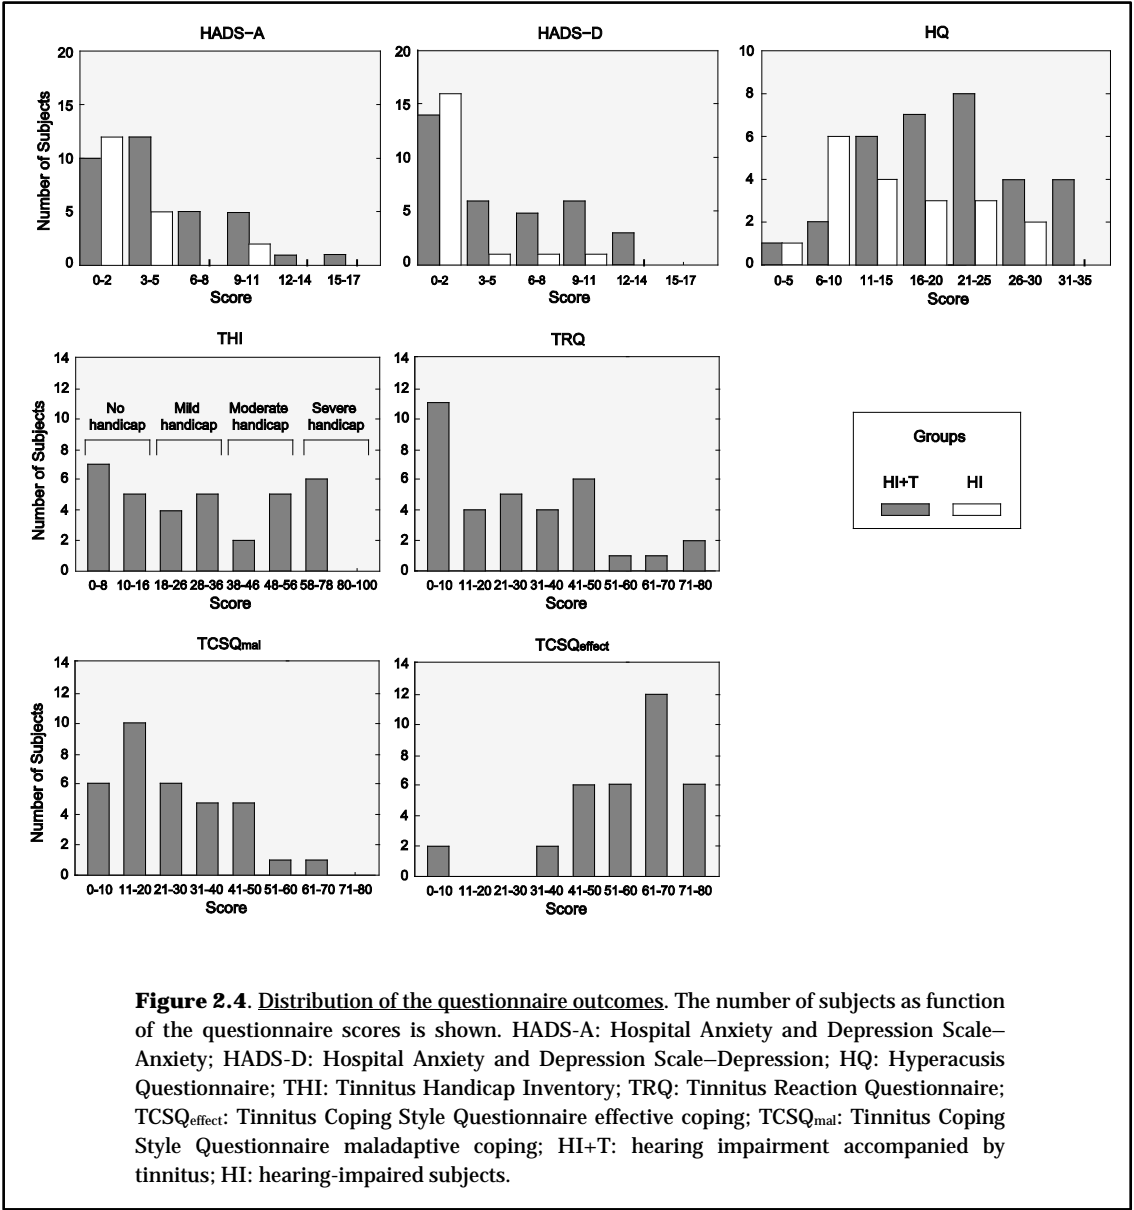 HADS–A
20
15
10
5
0
Number of Subjects
0-2 3-5 6-8 9-11 12-14 15-17
Score
HADS–D
20
15
10
5
0
0-2 3-5 6-8 9-11 12-14 15-17
Score
HQ
10
8
6
4
2
0
0-5 6-10 11-15 16-20 21-25 26-30 31-35
Score
THI
14
12
10
8
6
4
2
0
Number of Subjects
No Mild Moderate Severe
handicap handicap handicap handicap
0-8 10-16 18-26 28-36 38-46 48-56 58-78 80-100
Score
TRQ
14
12
10
8
6
4
2
0
0-10 11-20 21-30 31-40 41-50 51-60 61-70 71-80
Score
Groups
HI+T HI
TCSQmal
14
12
10
8
6
4
2
0
Number of Subjects
0-10 11-20 21-30 31-40 41-50 51-60 61-70 71-80
Score
TCSQeffect
14
12
10
8
6
4
2
0
0-10 11-20 21-30 31-40 41-50 51-60 61-70 71-80
Score
Figure 2.4. Distribution of the questionnaire outcomes. The number of subjects as function
of the questionnaire scores is shown. HADS-A: Hospital Anxiety and Depression Scale–
Anxiety; HADS-D: Hospital Anxiety and Depression Scale–Depression; HQ: Hyperacusis
Questionnaire; THI: Tinnitus Handicap Inventory; TRQ: Tinnitus Reaction Questionnaire;
TCSQeffect: Tinnitus Coping Style Questionnaire effective coping; TCSQmal: Tinnitus Coping
Style Questionnaire maladaptive coping; HI+T: hearing impairment accompanied by
tinnitus; HI: hearing-impaired subjects.